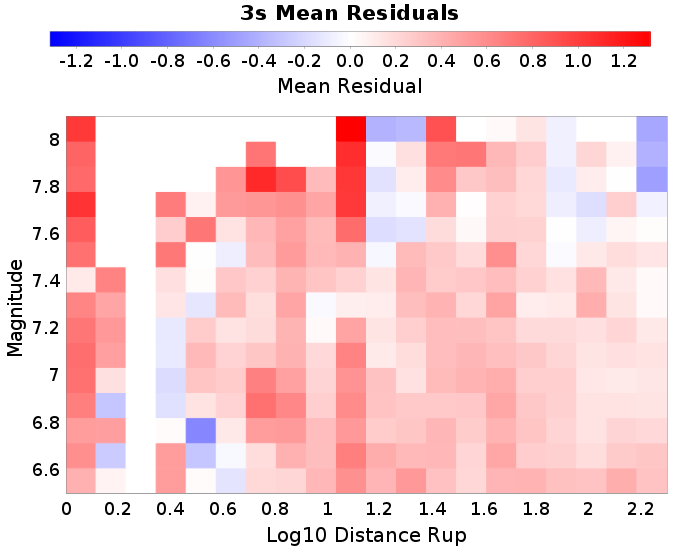 3s Mean Residuals
-1.2 -1.0 -0.8 -0.6 -0.4 -0.2 0.0 0.2 0.4 0.6 0.8 1.0 1.2
Mean Residual
8
7.8
7.6
7.4
7.2
7
6.8
6.6
Magnitude
0 0.2 0.4 0.6 0.8 1 1.2 1.4 1.6 1.8 2 2.2
Log10 Distance Rup